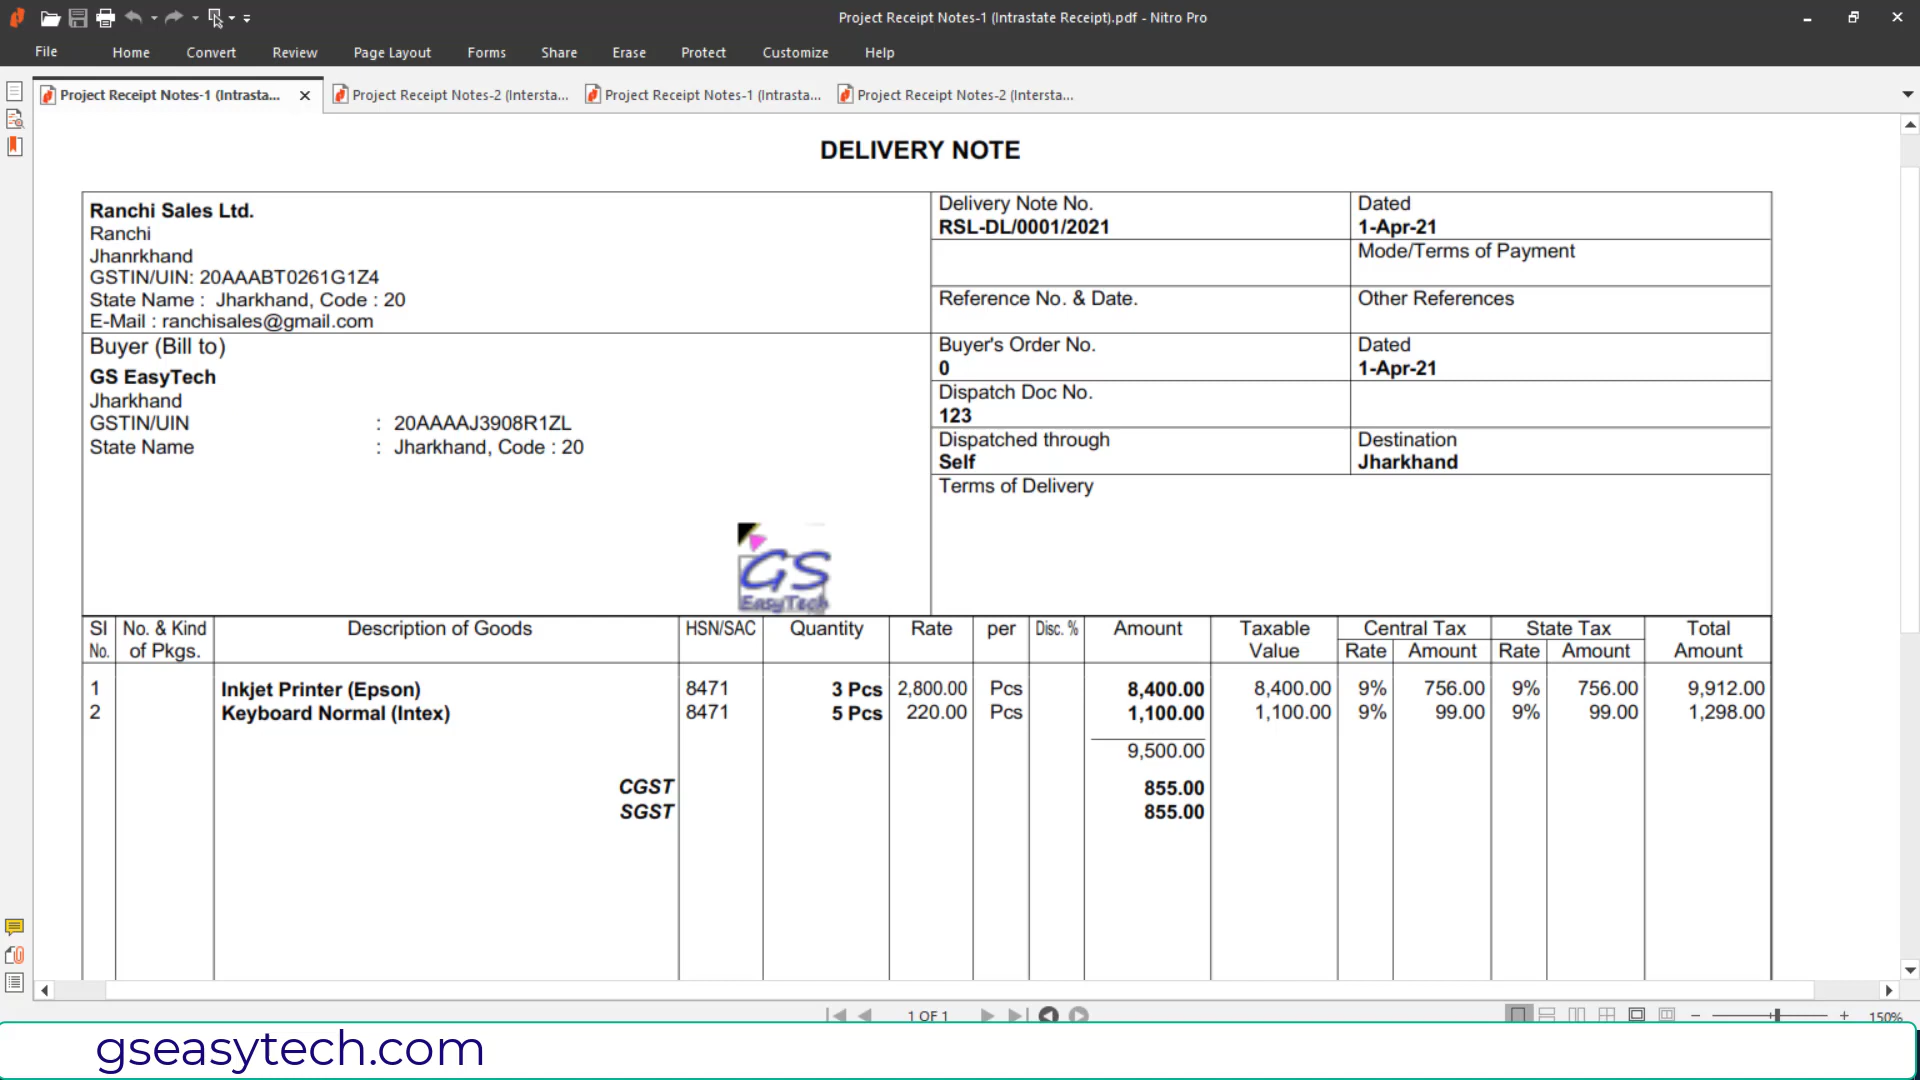 Project Receipt Notes-1 (Intrastate Receipt).pdf - Nitro Pro
File Home Convert Review Page Layout Forms Share Erase Protect Customize Help
Project Receipt Notes-1 (Intrasta... Project Receipt Notes-2 (Intersta... Project Receipt Notes-1 (Intrasta... Project Receipt Notes-2 (Intersta...
DELIVERY NOTE
Ranchi Sales Ltd.
Ranchi
Jhanrkhand
GSTIN/UIN: 20AAABT0261G1Z4
State Name : Jharkhand, Code : 20
E-Mail : ranchisales@gmail.com
Buyer (Bill to)
GS EasyTech
Jharkhand
GSTIN/UIN : 20AAAAJ3908R1ZL
State Name : Jharkhand, Code : 20
GS
EasyTech
Delivery Note No. Dated
RSL-DL/0001/2021 1-Apr-21
Mode/Terms of Payment
Reference No. & Date. Other References
Buyer's Order No. Dated
0 1-Apr-21
Dispatch Doc No.
123
Dispatched through Destination
Self Jharkhand
Terms of Delivery
Sl No. & Kind Description of Goods HSN/SAC Quantity Rate per Disc. % Amount Taxable Central Tax State Tax Total
No. of Pkgs. Value Rate Amount Rate Amount Amount
1 Inkjet Printer (Epson) 8471 3 Pcs 2,800.00 Pcs 8,400.00 8,400.00 9% 756.00 9% 756.00 9,912.00
2 Keyboard Normal (Intex) 8471 5 Pcs 220.00 Pcs 1,100.00 1,100.00 9% 99.00 9% 99.00 1,298.00
9,500.00
CGST 855.00
SGST 855.00
1 OF 1 150%
gseasytech.com